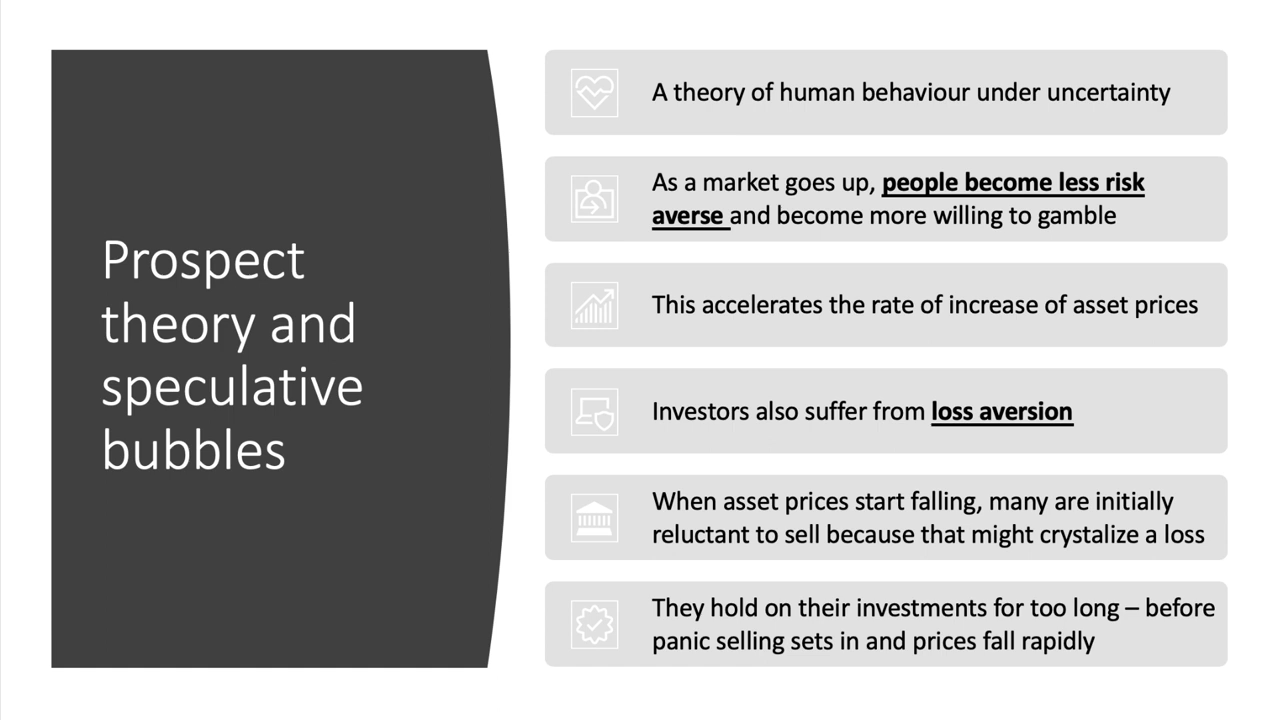 Prospect
theory and
speculative
bubbles
A theory of human behaviour under uncertainty
As a market goes up, people become less risk
averse and become more willing to gamble
This accelerates the rate of increase of asset prices
Investors also suffer from loss aversion
When asset prices start falling, many are initially
reluctant to sell because that might crystalize a loss
They hold on their investments for too long – before
panic selling sets in and prices fall rapidly